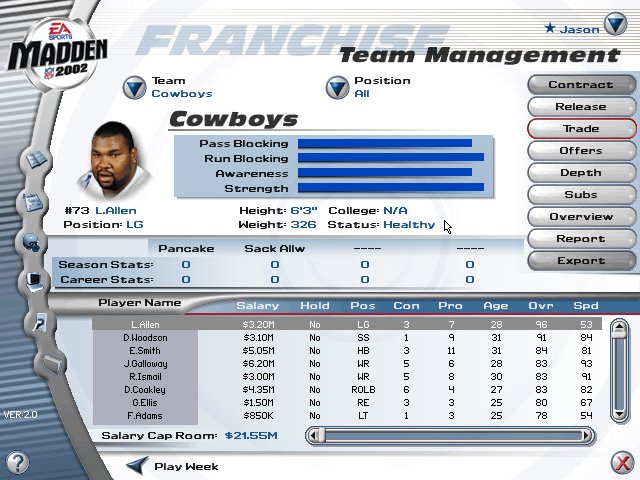 EA
SPORTS
MADDEN
NFL 2002
FRANCHISE
Team Management
★ Jason
Team
Cowboys
Position
All
Cowboys
Pass Blocking
Run Blocking
Awareness
Strength
#73 L.Allen
Position: LG
Height: 6'3" College: N/A
Weight: 326 Status: Healthy
Contract
Release
Trade
Offers
Depth
Subs
Overview
Report
Export
Pancake Sack Allw ---- ----
Season Stats: 0 0 0 0
Career Stats: 0 0 0 0
Player Name Salary Hold Pos Con Pro Age Ovr Spd
L.Allen $3.20M No LG 3 7 28 96 53
D.Woodson $3.10M No SS 1 9 31 91 84
E.Smith $5.05M No HB 3 11 31 84 81
J.Galloway $6.20M No WR 5 6 28 83 93
R.Ismail $3.00M No WR 5 8 30 83 91
D.Coakley $4.35M No ROLB 6 4 27 83 82
G.Ellis $1.50M No RE 3 3 25 80 67
F.Adams $850K No LT 1 3 25 78 54
VER:2.0
Salary Cap Room: $21.55M
?
Play Week
X